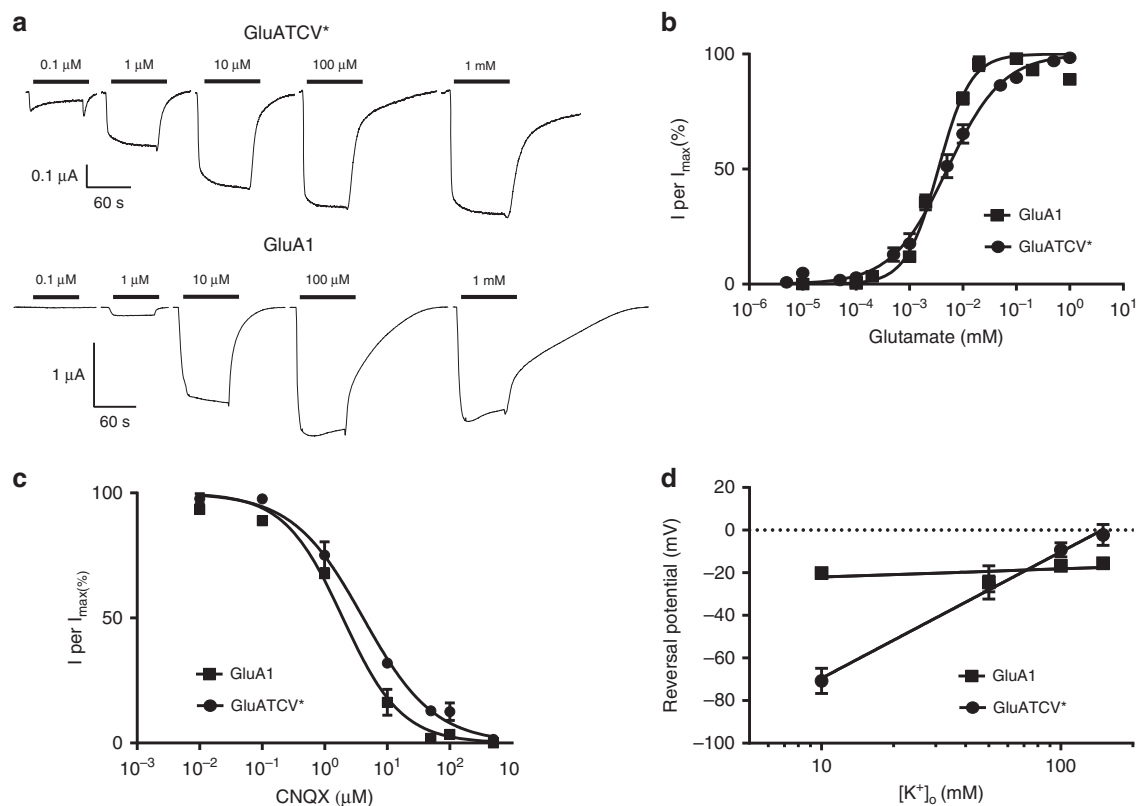 a
GluATCV*
0.1 µM
1 µM
10 µM
100 µM
1 mM
0.1 µA
60 s
GluA1
0.1 µM
1 µM
10 µM
100 µM
1 mM
1 µA
60 s
b
I per Imax(%)
100
50
0
GluA1
GluATCV*
10⁻⁶
10⁻⁵
10⁻⁴
10⁻³
10⁻²
10⁻¹
10⁰
10¹
Glutamate (mM)
c
I per Imax(%)
100
50
0
GluA1
GluATCV*
10⁻³
10⁻²
10⁻¹
10⁰
10¹
10²
10
CNQX (µM)
d
Reversal potential (mV)
20
0
−20
−40
−60
−80
−100
GluA1
GluATCV*
10
100
[K⁺]ₒ (mM)